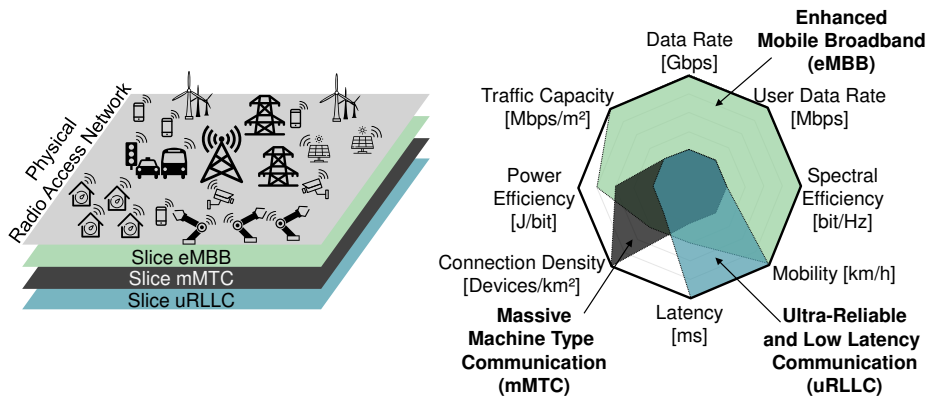 Physical
Radio Access Network
Slice eMBB
Slice mMTC
Slice uRLLC
Enhanced
Mobile Broadband
(eMBB)
Data Rate
[Gbps]
Traffic Capacity
[Mbps/m²]
User Data Rate
[Mbps]
Power
Efficiency
[J/bit]
Spectral
Efficiency
[bit/Hz]
Connection Density
[Devices/km²]
Mobility [km/h]
Latency
[ms]
Massive
Machine Type
Communication
(mMTC)
Ultra-Reliable
and Low Latency
Communication
(uRLLC)